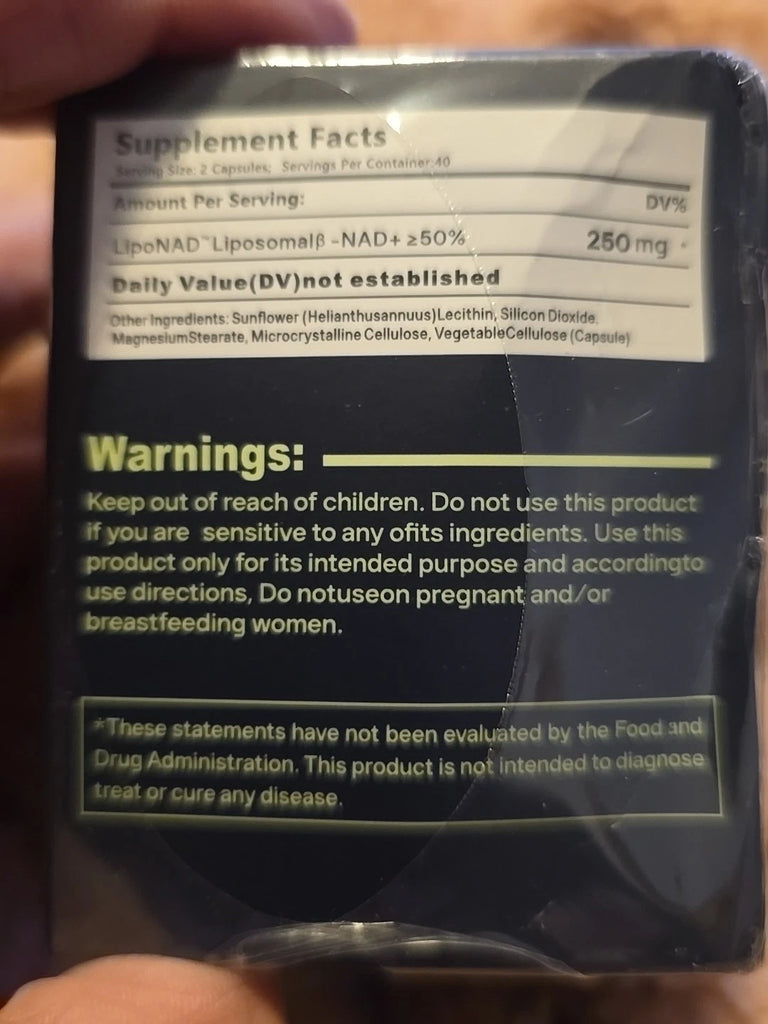 Supplement Facts
Serving Size: 2 Capsules; Servings Per Container:40
Amount Per Serving: DV%
LipoNAD™Liposomalβ -NAD+ ≥50% 250 mg *
Daily Value(DV)not established
Other Ingredients: Sunflower (Helianthusannuus)Lecithin, Silicon Dioxide,
MagnesiumStearate, Microcrystalline Cellulose, VegetableCellulose (Capsule)
Warnings:
Keep out of reach of children. Do not use this product
if you are sensitive to any ofits ingredients. Use this
product only for its intended purpose and accordingto
use directions, Do notuseon pregnant and/or
breastfeeding women.
*These statements have not been evaluated by the Food and
Drug Administration. This product is not intended to diagnose
treat or cure any disease.